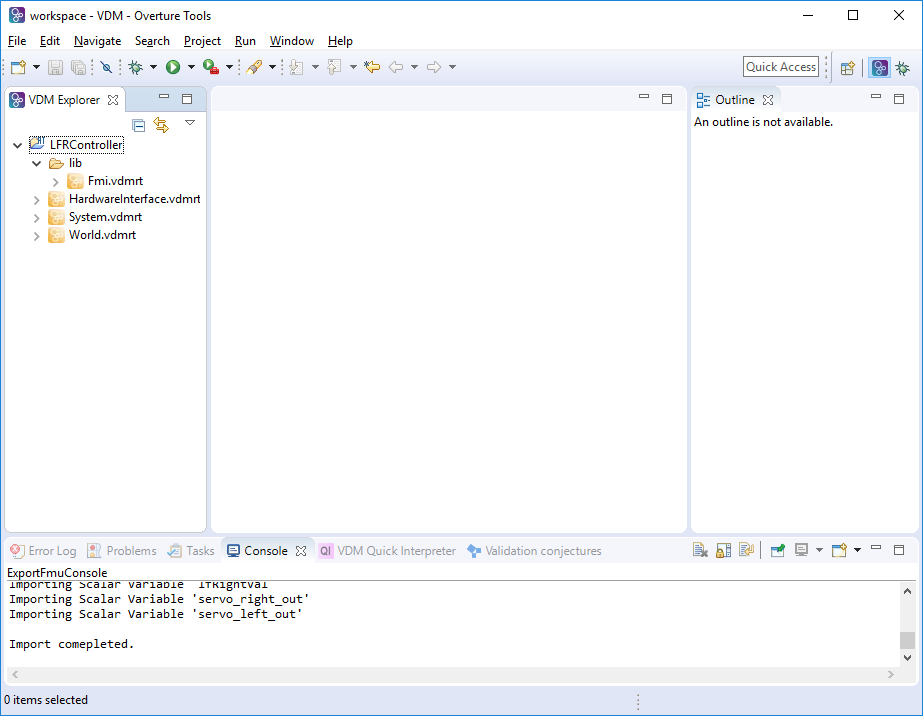 workspace - VDM - Overture Tools
File Edit Navigate Search Project Run Window Help
Quick Access
VDM Explorer
Outline
An outline is not available.
LFRController
lib
Fmi.vdmrt
HardwareInterface.vdmrt
System.vdmrt
World.vdmrt
Error Log Problems Tasks Console QI VDM Quick Interpreter Validation conjectures
ExportFmuConsole
Importing Scalar Variable 'lfRightVal'
Importing Scalar Variable 'servo_right_out'
Importing Scalar Variable 'servo_left_out'
Import comepleted.
0 items selected